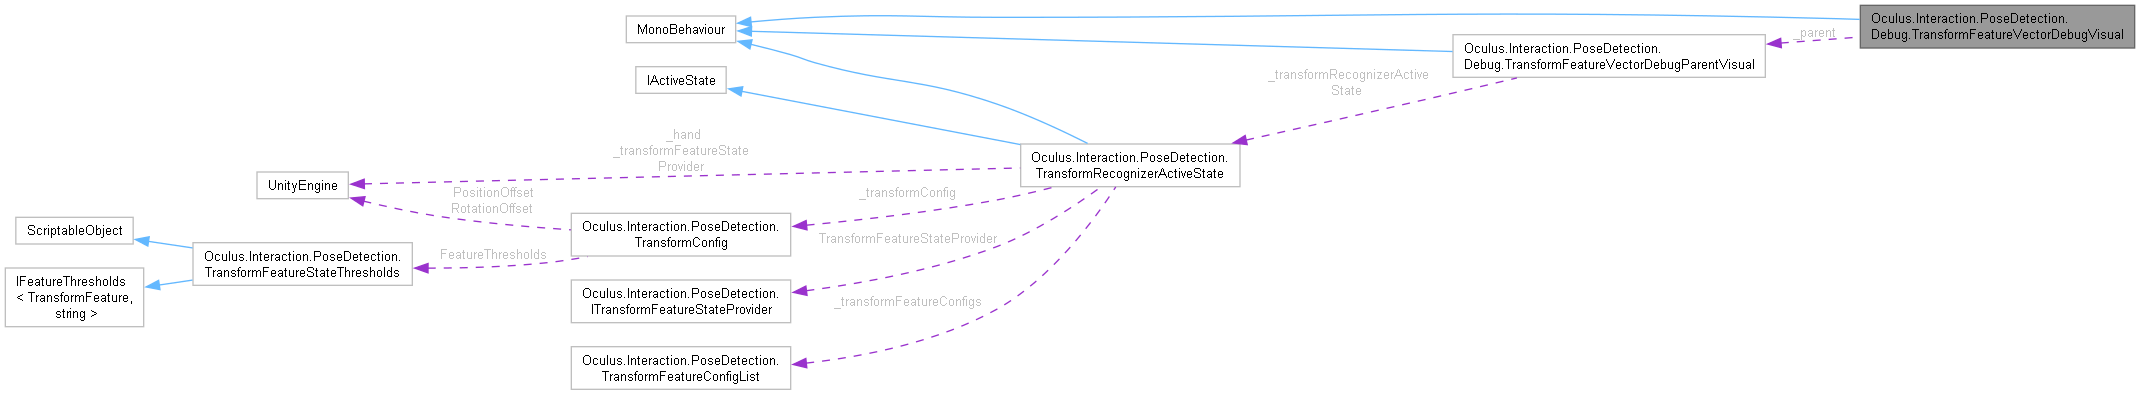 Oculus.Interaction.PoseDetection.
Debug.TransformFeatureVectorDebugVisual
MonoBehaviour
_parent
Oculus.Interaction.PoseDetection.
Debug.TransformFeatureVectorDebugParentVisual
IActiveState
_transformRecognizerActive
State
_hand
_transformFeatureState
Provider
Oculus.Interaction.PoseDetection.
TransformRecognizerActiveState
UnityEngine
PositionOffset
RotationOffset
_transformConfig
ScriptableObject
Oculus.Interaction.PoseDetection.
TransformConfig
TransformFeatureStateProvider
Oculus.Interaction.PoseDetection.
TransformFeatureStateThresholds
FeatureThresholds
IFeatureThresholds
< TransformFeature,
string >
Oculus.Interaction.PoseDetection.
ITransformFeatureStateProvider
_transformFeatureConfigs
Oculus.Interaction.PoseDetection.
TransformFeatureConfigList